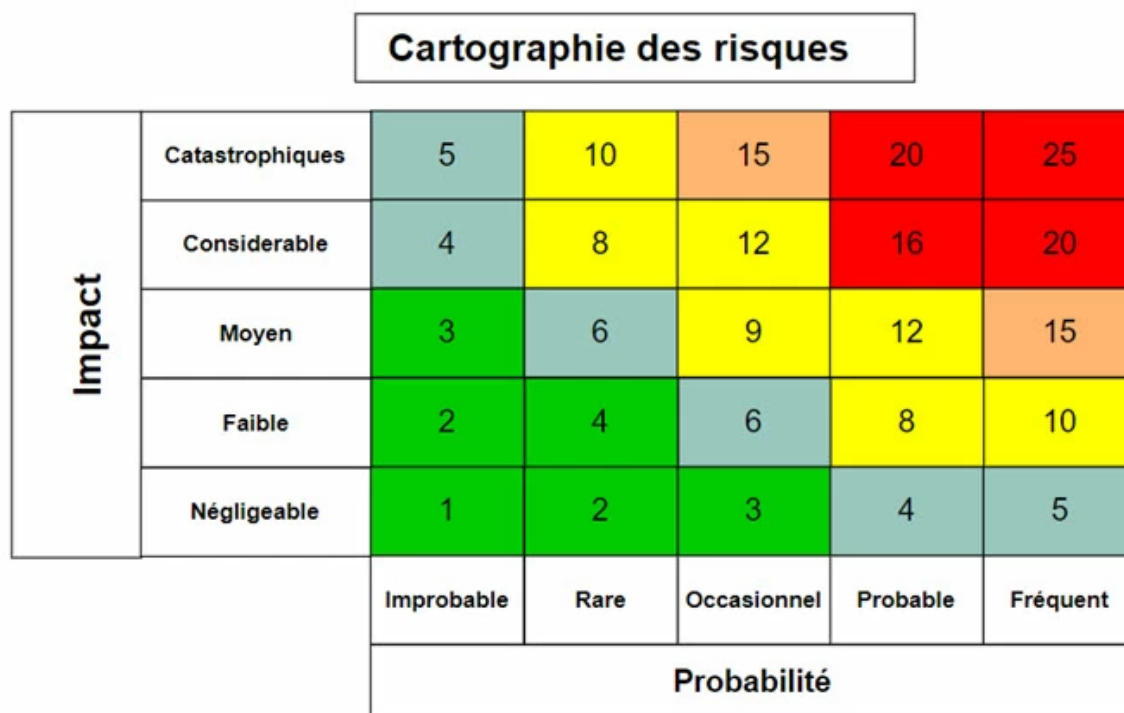 Cartographie des risques
Impact
Catastrophiques 5 10 15 20 25
Considerable 4 8 12 16 20
Moyen 3 6 9 12 15
Faible 2 4 6 8 10
Négligeable 1 2 3 4 5
Improbable Rare Occasionnel Probable Fréquent
Probabilité